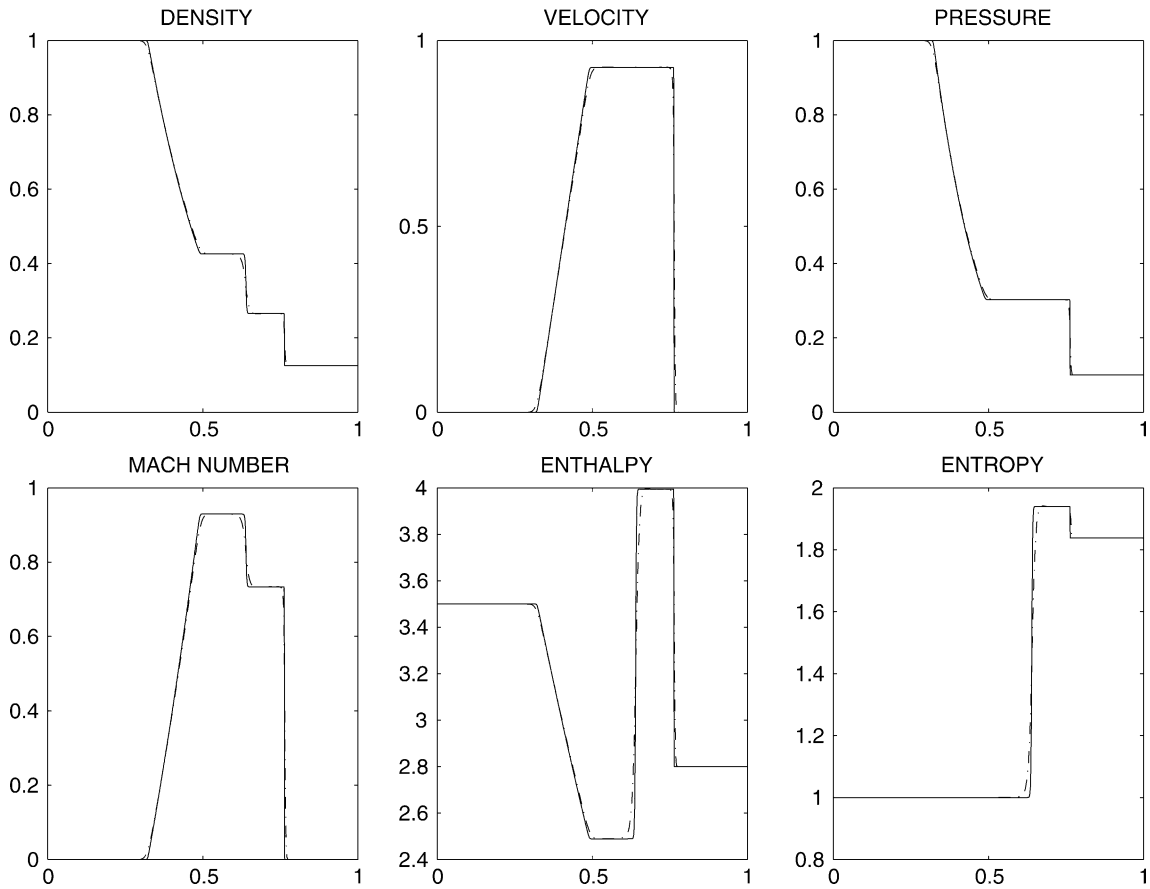 DENSITY VELOCITY PRESSURE
1 1 1
0.8 0.8
0.6 0.6
0.5
0.4 0.4
0.2 0.2
0 0 0
0 0.5 1 0 0.5 1 0 0.5 1
MACH NUMBER ENTHALPY ENTROPY
1 4 2
3.8
0.8 3.6 1.8
3.4 1.6
0.6
3.2
1.4
0.4 3
1.2
2.8
0.2 2.6 1
0 2.4 0.8
0 0.5 1 0 0.5 1 0 0.5 1